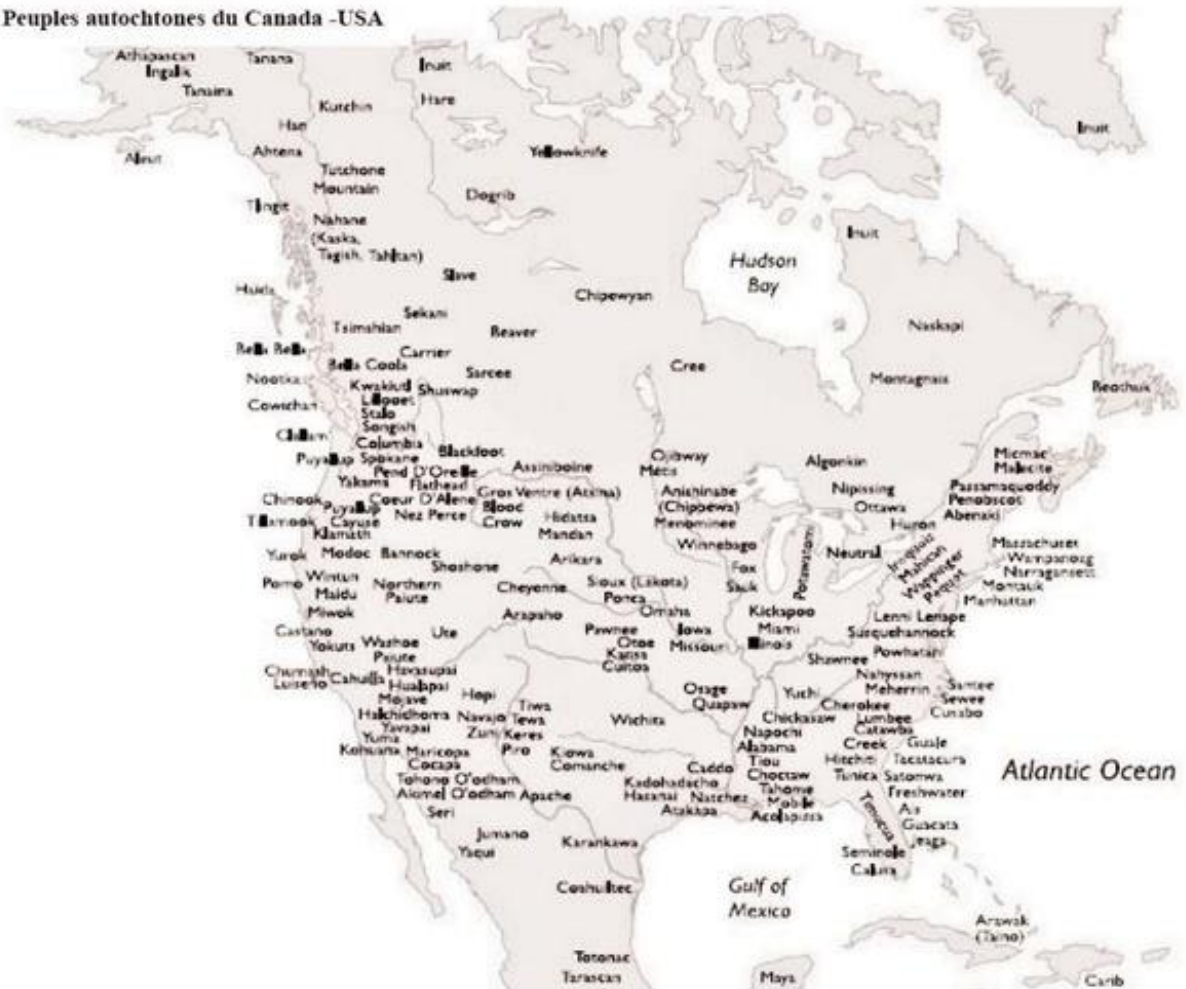 Peuples autochtones du Canada -USA
Athapascan
Ingalik
Tanaina
Tanana
Inuit
Hare
Kutchin
Han
Yellowknife
Inuit
Aleut
Ahtena
Tutchone
Mountain
Dogrib
Tlingit
Nahane
(Kaska,
Tagish, Tahltan)
Inuit
Slave
Hudson
Bay
Haida
Chipewyan
Sekani
Tsimshian
Beaver
Naskapi
Bella Bella
Carrier
Bella Coola
Sarcee
Cree
Nootka
Kwakiutl
Shuswap
Montagnais
Beothuk
Lillooet
Cowichan
Stalo
Songish
Clallam
Columbia
Puyallup Spokane
Blackfoot
Pend D'Oreille
Assiniboine
Ojibway
Metis
Algonkin
Micmac
Malecite
Yakama
Flathead
Chinook
Coeur D'Alene
Gros Ventre (Atsina)
Anishinabe
(Chippewa)
Nipissing
Passamaquoddy
Penobscot
Puyallup
Blood
Ottawa
Abenaki
Tillamook
Cayuse
Nez Perce
Crow
Hidatsa
Menominee
Huron
Klamath
Mandan
Winnebago
Potawatomi
Neutral
Iroquois
Mahican
Wappinger
Pequot
Massachuset
Wampanoag
Narragansett
Montauk
Manhattan
Yurok
Modoc
Bannock
Shoshone
Arikara
Fox
Sauk
Pomo
Wintun
Maidu
Northern
Paiute
Cheyenne
Sioux (Lakota)
Ponca
Miwok
Arapaho
Omaha
Kickapoo
Lenni Lenape
Castano
Yokuts
Washoe
Ute
Pawnee
Iowa
Miami
Susquehannock
Otoe
Missouri
Illinois
Paiute
Kansa
Shawnee
Powhatan
Chumash
Luiseño
Cahuilla
Havasupai
Hualapai
Cuitoa
Nahyssan
Meherrin
Mojave
Hopi
Osage
Quapaw
Yuchi
Santee
Sewee
Cusabo
Halchidhoma
Navajo
Tiwa
Tewa
Wichita
Cherokee
Chickasaw
Lumbee
Yavapai
Zuni
Keres
Napochi
Catawba
Yuma
Alabama
Creek
Guale
Kohuana
Maricopa
Piro
Kiowa
Tiou
Hitchiti
Tacatacura
Cocapa
Comanche
Caddo
Choctaw
Tunica
Satonwa
Tohono O'odham
Kadohadacho
Tahome
Freshwater
Akimel O'odham
Apache
Hasanai
Natchez
Mobile
Ais
Seri
Atakapa
Acolapissa
Timucua
Guacata
Jeaga
Jumano
Yaqui
Karankawa
Seminole
Calusa
Atlantic Ocean
Coahuiltec
Gulf of
Mexico
Arawak
(Taino)
Totonac
Tarascan
Maya
Carib